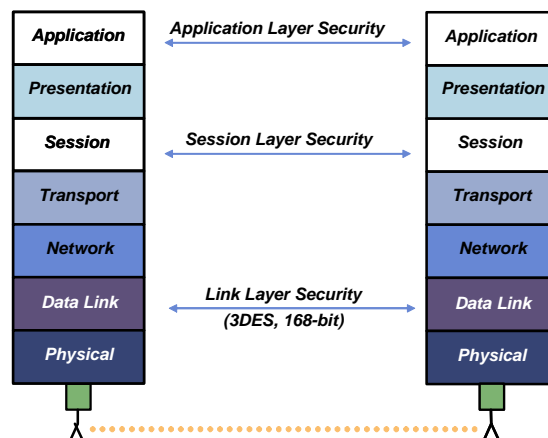 Application
Application Layer Security
Application
Presentation
Presentation
Session
Session Layer Security
Session
Transport
Transport
Network
Network
Data Link
Link Layer Security
(3DES, 168-bit)
Data Link
Physical
Physical